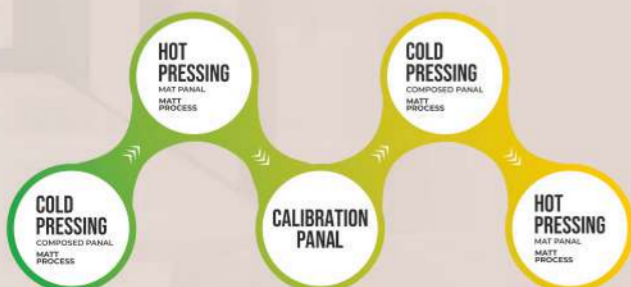 COLD
PRESSING
COMPOSED PANAL
MATT
PROCESS
HOT
PRESSING
MAT PANAL
MATT
PROCESS
CALIBRATION
PANAL
COLD
PRESSING
COMPOSED PANAL
MATT
PROCESS
HOT
PRESSING
MAT PANAL
MATT
PROCESS